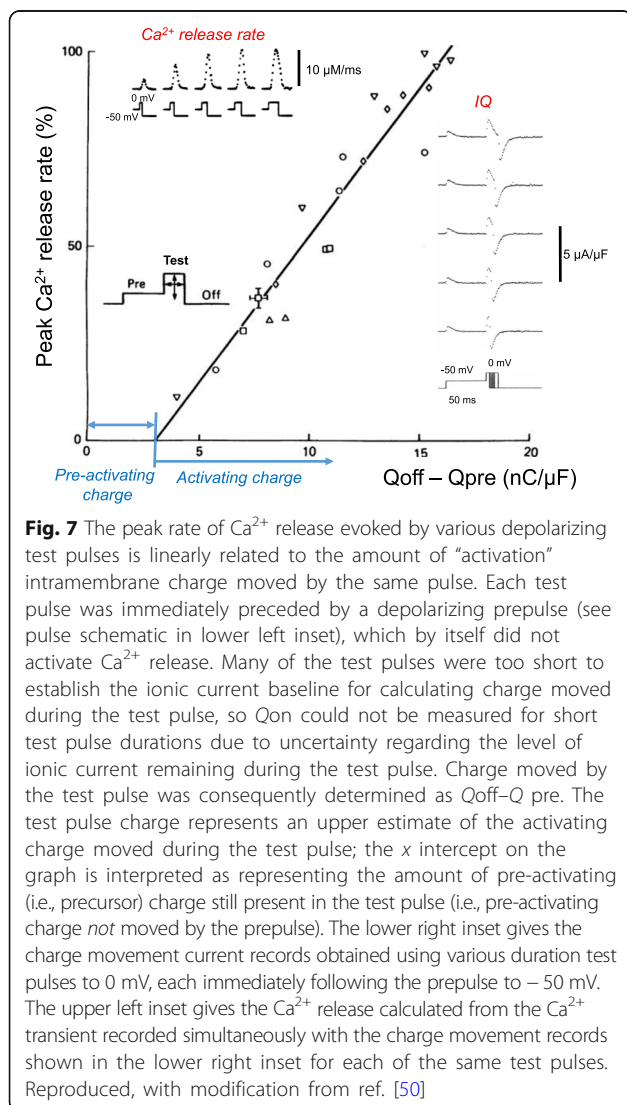 Ca²⁺ release rate
100
10 µM/ms
0 mV
-50 mV
IQ
Peak Ca²⁺ release rate (%)
50
5 µA/µF
Test
Pre
Off
-50 mV
0 mV
50 ms
0
0
5
10
15
20
Pre-activating
charge
Activating charge
Qoff – Qpre (nC/µF)
Fig. 7 The peak rate of Ca²⁺ release evoked by various depolarizing
test pulses is linearly related to the amount of “activation”
intramembrane charge moved by the same pulse. Each test
pulse was immediately preceded by a depolarizing prepulse (see
pulse schematic in lower left inset), which by itself did not
activate Ca²⁺ release. Many of the test pulses were too short to
establish the ionic current baseline for calculating charge moved
during the test pulse, so Qon could not be measured for short
test pulse durations due to uncertainty regarding the level of
ionic current remaining during the test pulse. Charge moved by
the test pulse was consequently determined as Qoff–Q pre. The
test pulse charge represents an upper estimate of the activating
charge moved during the test pulse; the x intercept on the
graph is interpreted as representing the amount of pre-activating
(i.e., precursor) charge still present in the test pulse (i.e., pre-activating
charge not moved by the prepulse). The lower right inset gives the
charge movement current records obtained using various duration test
pulses to 0 mV, each immediately following the prepulse to − 50 mV.
The upper left inset gives the Ca²⁺ release calculated from the Ca²⁺
transient recorded simultaneously with the charge movement records
shown in the lower right inset for each of the same test pulses.
Reproduced, with modification from ref. [50]